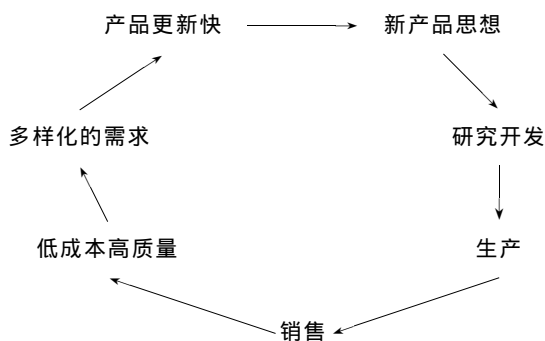 产品更新快
新产品思想
多样化的需求
研究开发
低成本高质量
生产
销售